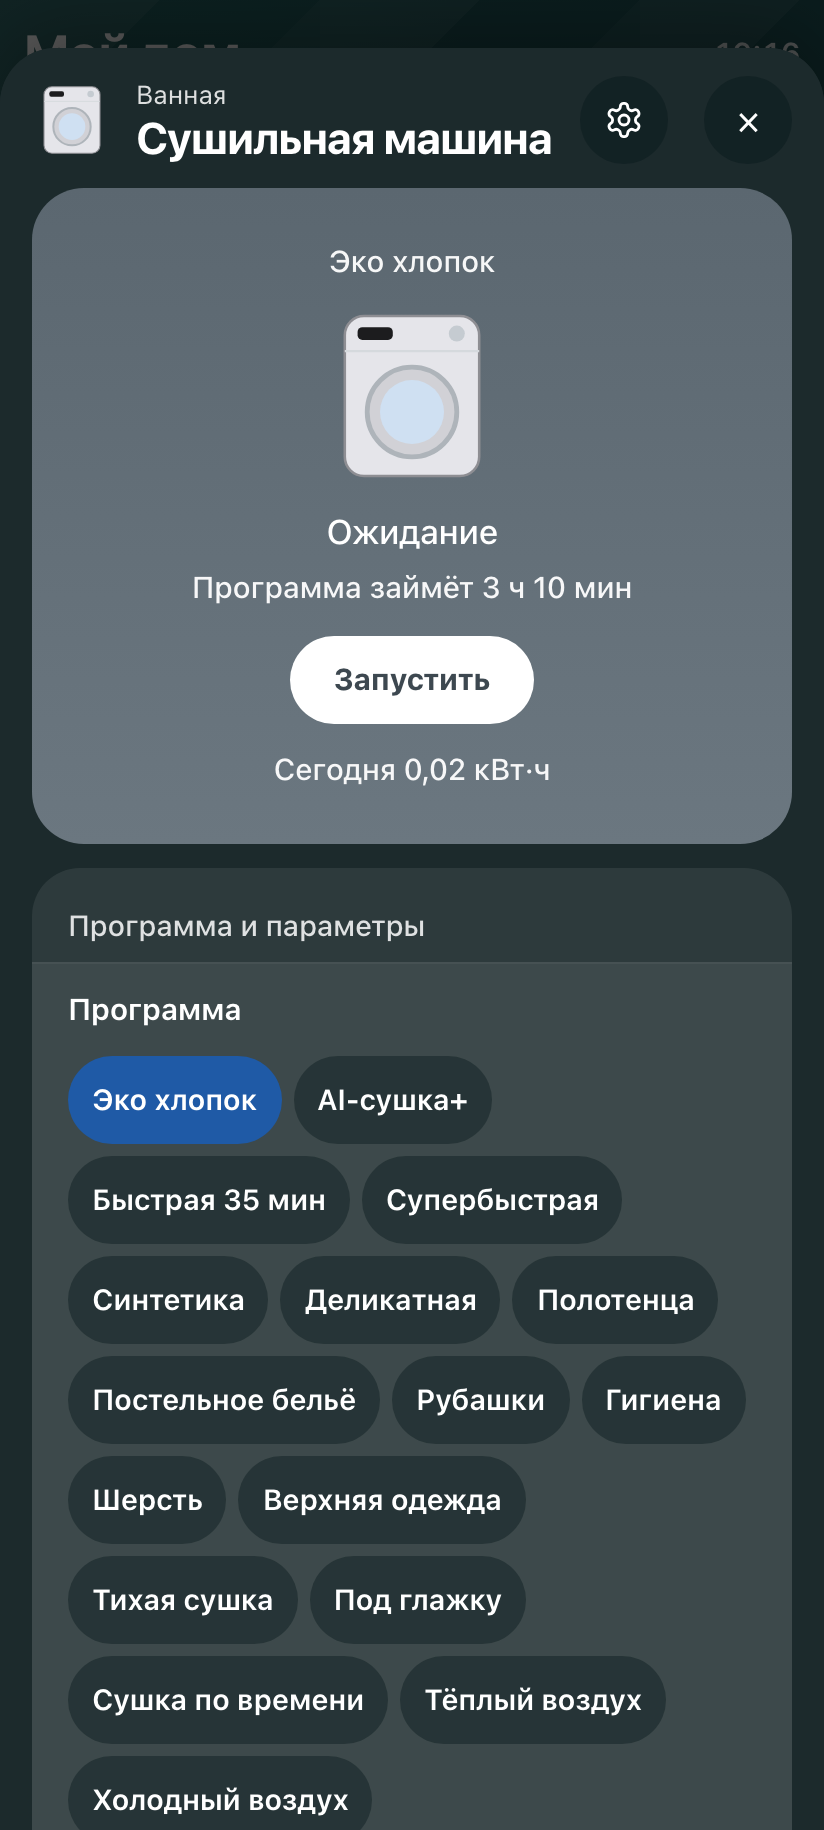 Мой дом
Ванная
Сушильная машина
Эко хлопок
Ожидание
Программа займёт 3 ч 10 мин
Запустить
Сегодня 0,02 кВт·ч
Программа и параметры
Программа
Эко хлопок AI-сушка+
Быстрая 35 мин Супербыстрая
Синтетика Деликатная Полотенца
Постельное бельё Рубашки Гигиена
Шерсть Верхняя одежда
Тихая сушка Под глажку
Сушка по времени Тёплый воздух
Холодный воздух